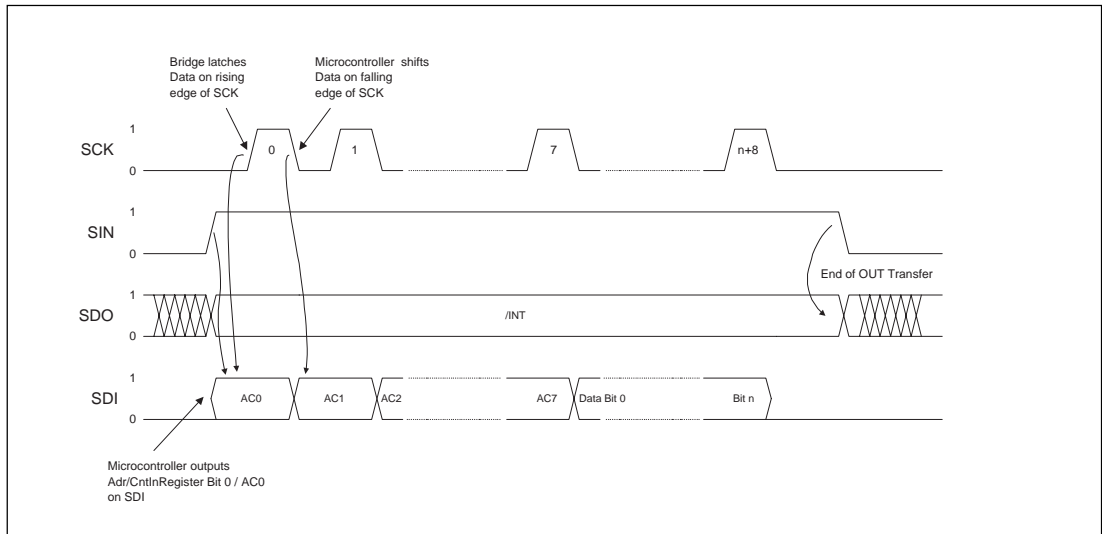 Bridge latches
Data on rising
edge of SCK
Microcontroller shifts
Data on falling
edge of SCK
SCK
1
0
0
1
7
n+8
SIN
1
0
End of OUT Transfer
SDO
1
0
/INT
SDI
1
0
AC0
AC1
AC2
AC7
Data Bit 0
Bit n
Microcontroller outputs
Adr/CntInRegister Bit 0 / AC0
on SDI